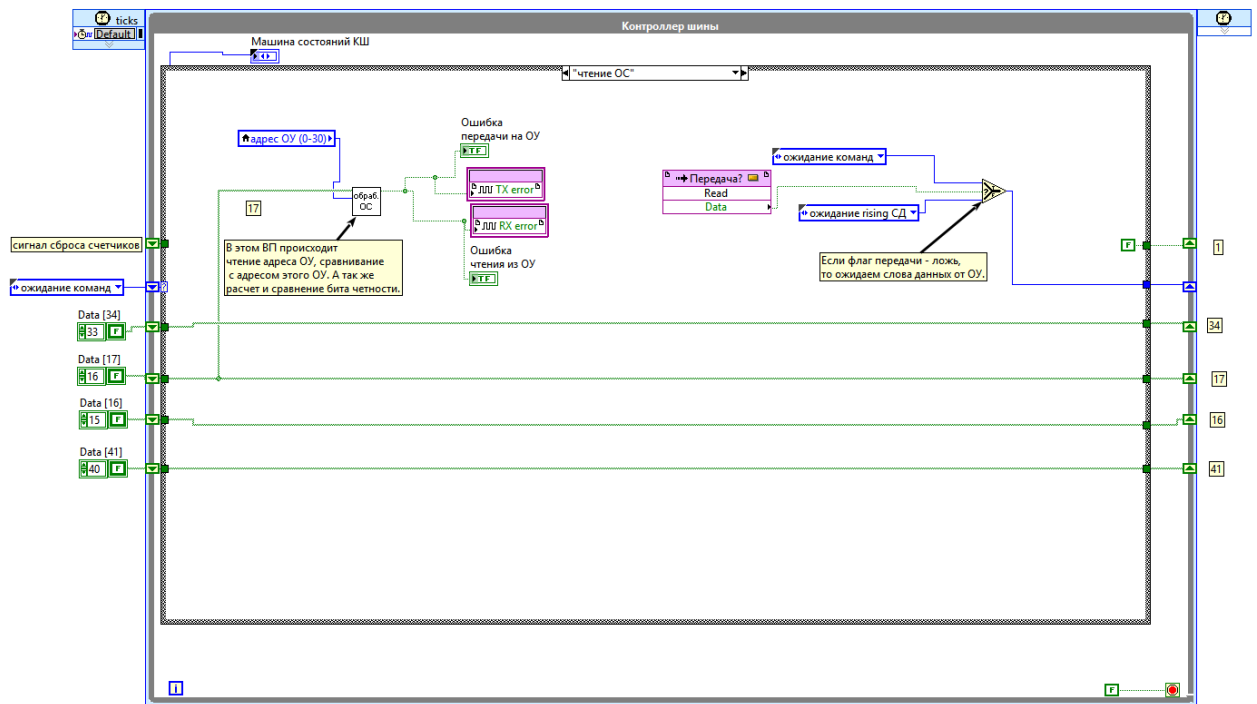 ticks
Default
Контроллер шины
Машина состояний КШ
"чтение ОС"
Ошибка
передачи на ОУ
TF
адрес ОУ (0-30)
TX error
обраб.
ОС
17
RX error
Ошибка
чтения из ОУ
TF
В этом ВП происходит
чтение адреса ОУ, сравнивание
с адресом этого ОУ. А так же
расчет и сравнение бита четности.
ожидание команд
Передача?
Read
Data
ожидание rising СД
Если флаг передачи - ложь,
то ожидаем слова данных от ОУ.
сигнал сброса счетчиков
F
1
ожидание команд
?
Data [34]
33
F
34
Data [17]
16
F
17
Data [16]
15
F
16
Data [41]
40
F
41
i
F